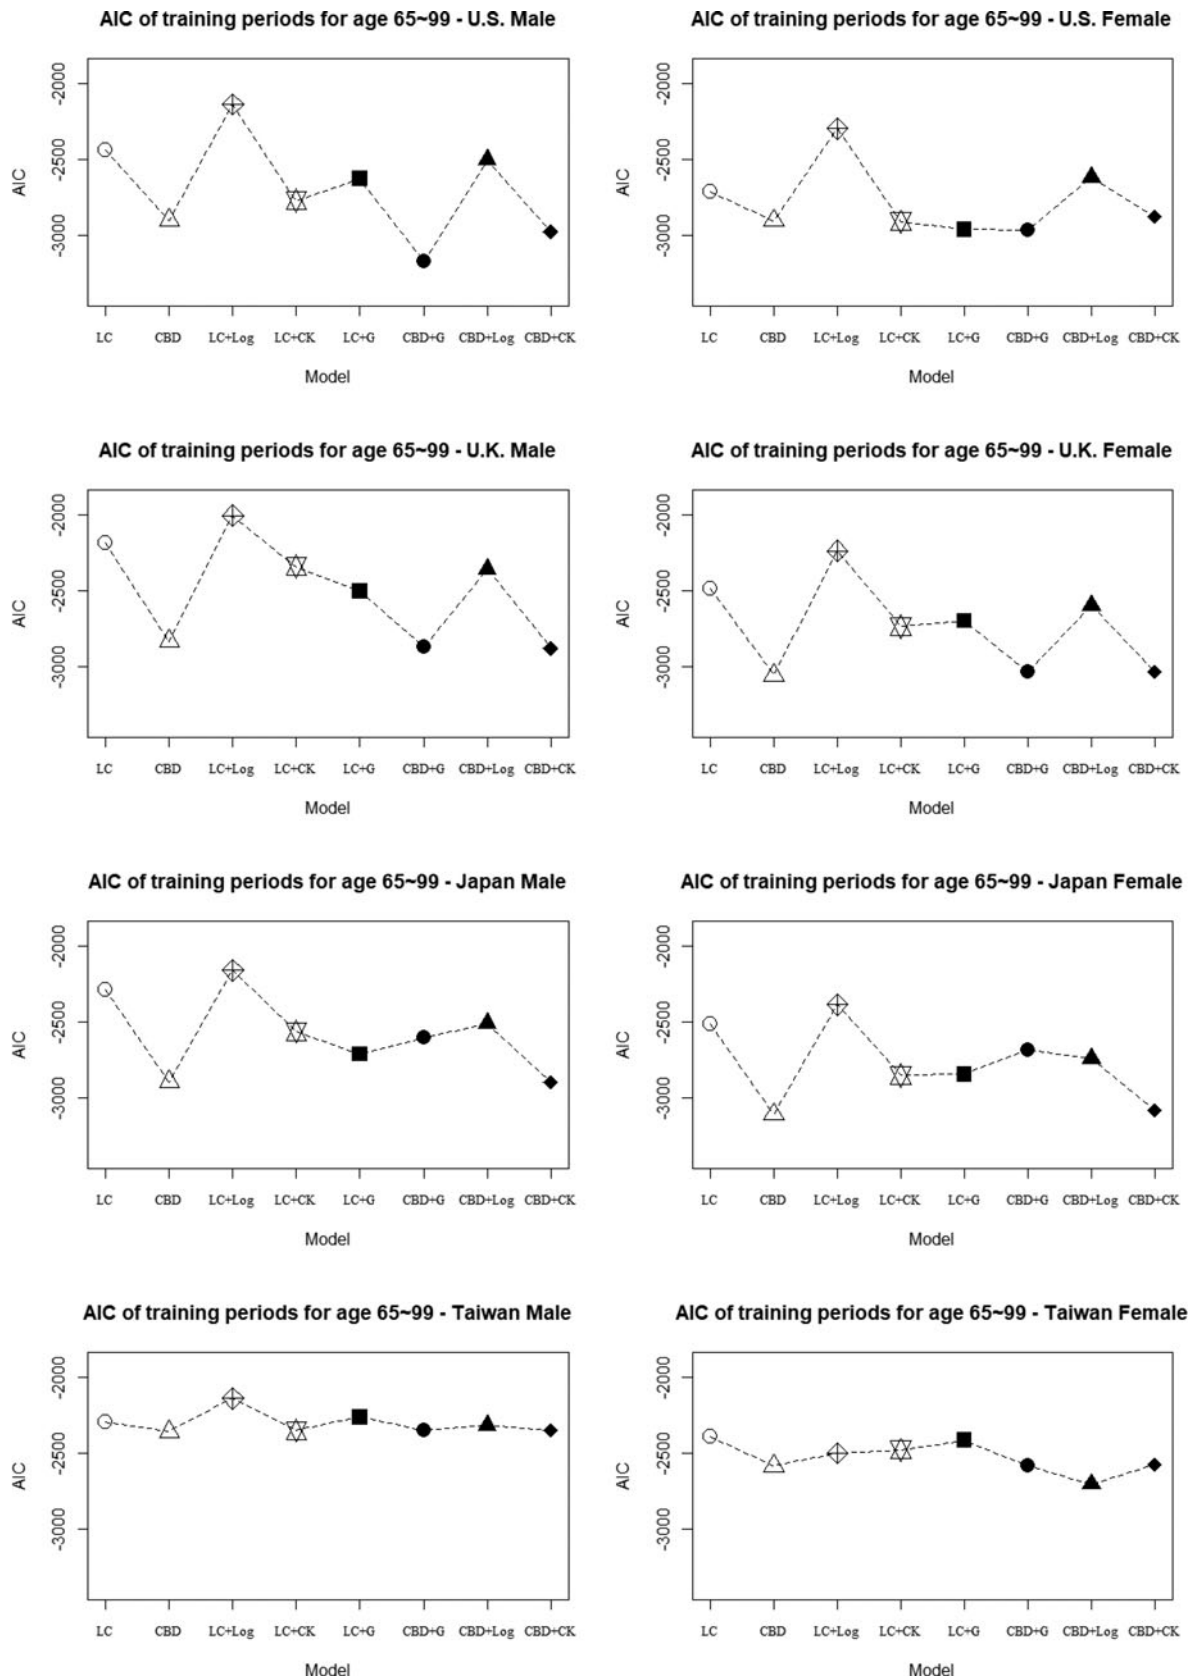 AIC of training periods for age 65~99 - U.S. Male
AIC
-2000
-2500
-3000
LC CBD LC+Log LC+CK LC+G CBD+G CBD+Log CBD+CK
Model
AIC of training periods for age 65~99 - U.S. Female
AIC
-2000
-2500
-3000
LC CBD LC+Log LC+CK LC+G CBD+G CBD+Log CBD+CK
Model
AIC of training periods for age 65~99 - U.K. Male
AIC
-2000
-2500
-3000
LC CBD LC+Log LC+CK LC+G CBD+G CBD+Log CBD+CK
Model
AIC of training periods for age 65~99 - U.K. Female
AIC
-2000
-2500
-3000
LC CBD LC+Log LC+CK LC+G CBD+G CBD+Log CBD+CK
Model
AIC of training periods for age 65~99 - Japan Male
AIC
-2000
-2500
-3000
LC CBD LC+Log LC+CK LC+G CBD+G CBD+Log CBD+CK
Model
AIC of training periods for age 65~99 - Japan Female
AIC
-2000
-2500
-3000
LC CBD LC+Log LC+CK LC+G CBD+G CBD+Log CBD+CK
Model
AIC of training periods for age 65~99 - Taiwan Male
AIC
-2000
-2500
-3000
LC CBD LC+Log LC+CK LC+G CBD+G CBD+Log CBD+CK
Model
AIC of training periods for age 65~99 - Taiwan Female
AIC
-2000
-2500
-3000
LC CBD LC+Log LC+CK LC+G CBD+G CBD+Log CBD+CK
Model